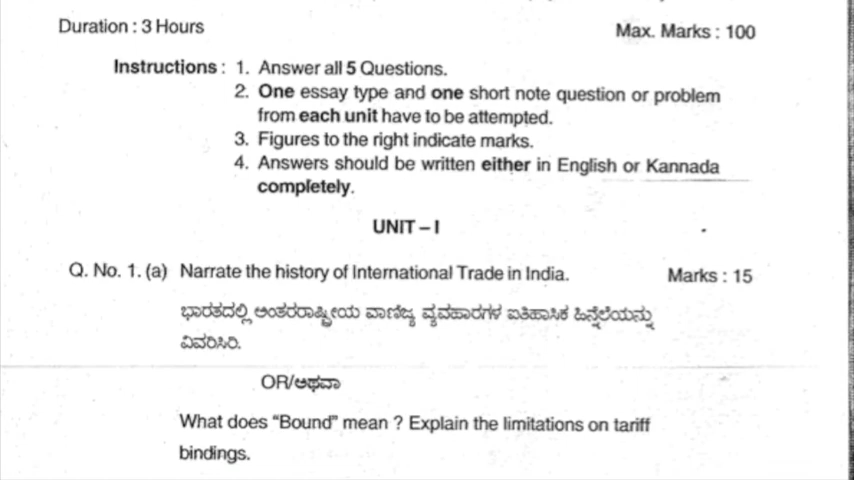 Duration : 3 Hours
Max. Marks : 100
Instructions : 1. Answer all 5 Questions.
2. One essay type and one short note question or problem
from each unit have to be attempted.
3. Figures to the right indicate marks.
4. Answers should be written either in English or Kannada
completely.
UNIT – I
Q. No. 1. (a) Narrate the history of International Trade in India. Marks : 15
ಭಾರತದಲ್ಲಿ ಅಂತರರಾಷ್ಟ್ರೀಯ ವಾಣಿಜ್ಯ ವ್ಯವಹಾರಗಳ ಐತಿಹಾಸಿಕ ಹಿನ್ನೆಲೆಯನ್ನು
ವಿವರಿಸಿರಿ.
OR/ಅಥವಾ
What does "Bound" mean ? Explain the limitations on tariff
bindings.